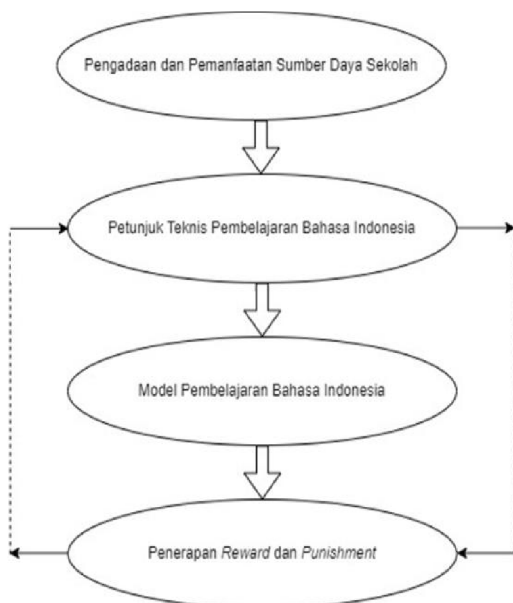 Pengadaan dan Pemanfaatan Sumber Daya Sekolah
Petunjuk Teknis Pembelajaran Bahasa Indonesia
Model Pembelajaran Bahasa Indonesia
Penerapan Reward dan Punishment